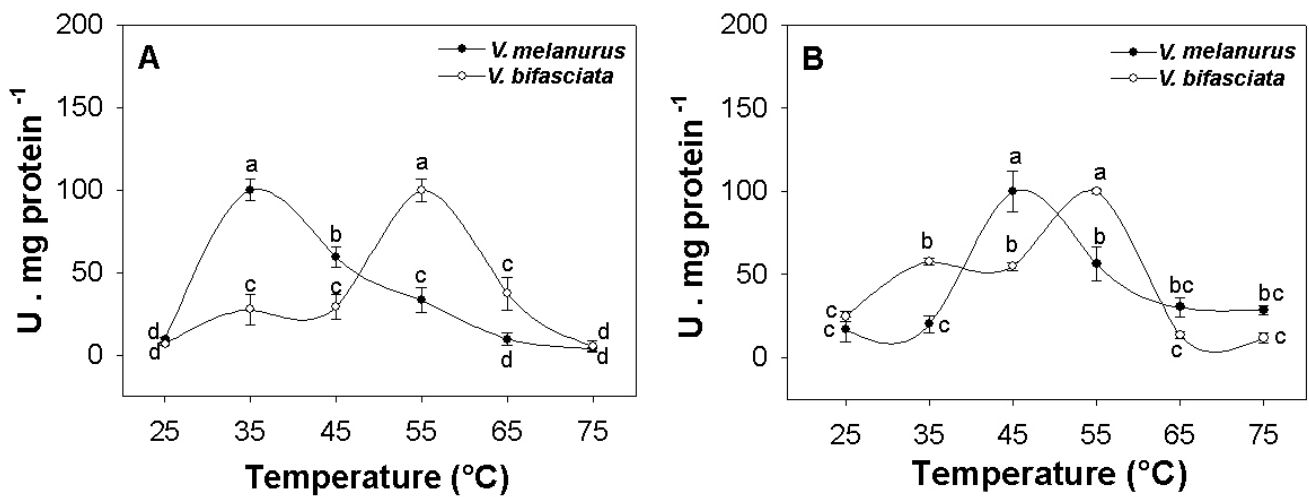 A
V. melanurus
V. bifasciata
U . mg protein⁻¹
200
150
100
50
0
a
a
b
c
c
c
c
d
d
d
d
d
25 35 45 55 65 75
Temperature (°C)
B
V. melanurus
V. bifasciata
U . mg protein⁻¹
200
150
100
50
0
a
a
b
b
b
bc
bc
c
c
c
c
c
25 35 45 55 65 75
Temperature (°C)